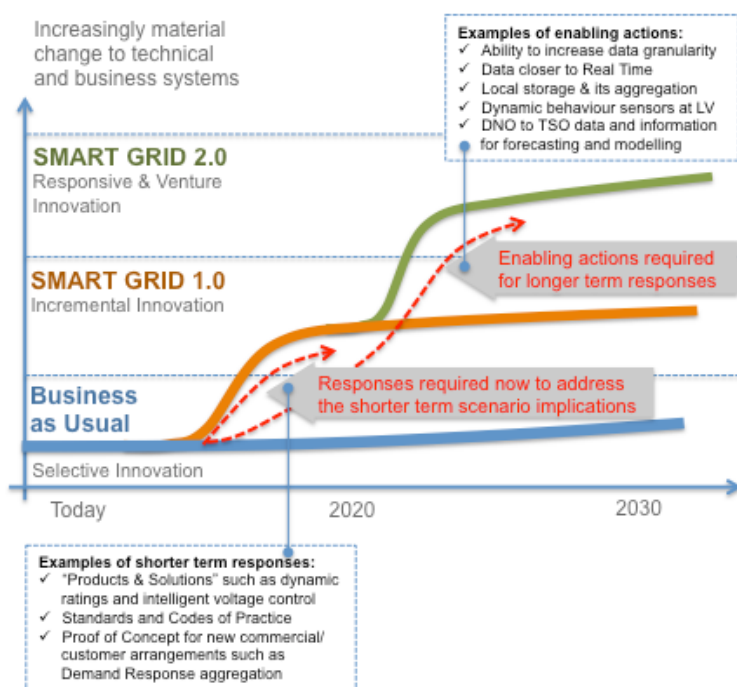 Increasingly material
change to technical
and business systems
Examples of enabling actions:
✓ Ability to increase data granularity
✓ Data closer to Real Time
✓ Local storage & its aggregation
✓ Dynamic behaviour sensors at LV
✓ DNO to TSO data and information
for forecasting and modelling
SMART GRID 2.0
Responsive & Venture
Innovation
Enabling actions required
for longer term responses
SMART GRID 1.0
Incremental Innovation
Responses required now to address
the shorter term scenario implications
Business
as Usual
Selective Innovation
Today
2020
2030
Examples of shorter term responses:
✓ "Products & Solutions" such as dynamic
ratings and intelligent voltage control
✓ Standards and Codes of Practice
✓ Proof of Concept for new commercial/
customer arrangements such as
Demand Response aggregation